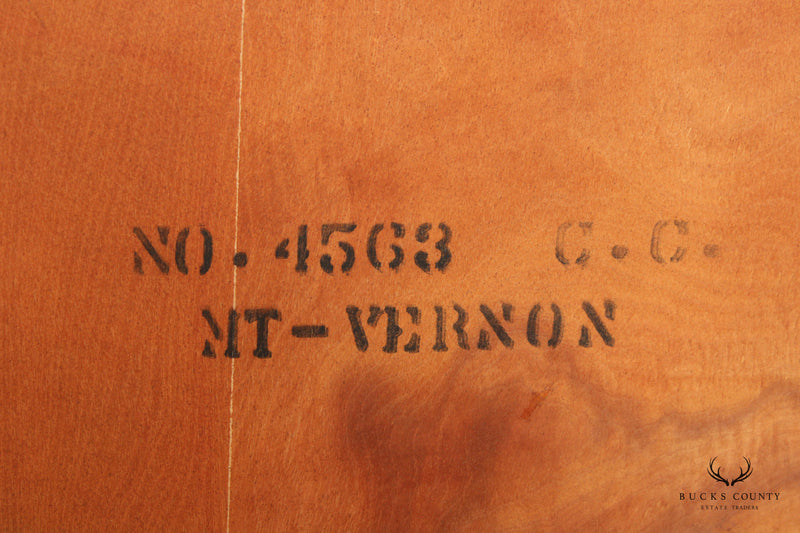 NO. 4563 C.C.
MT-VERNON
BUCKS COUNTY
ESTATE TRADERS